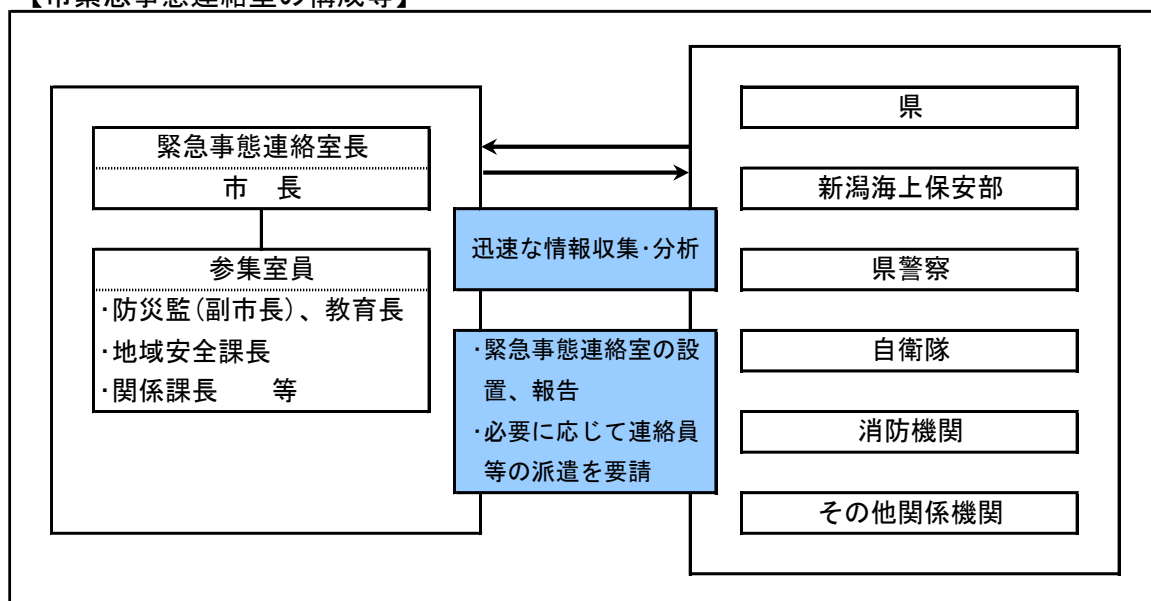 【市緊急事態連絡室の構成等】
緊急事態連絡室長
市　長
参集室員
・防災監(副市長)、教育長
・地域安全課長
・関係課長　　等
迅速な情報収集・分析
・緊急事態連絡室の設
置、報告
・必要に応じて連絡員
等の派遣を要請
県
新潟海上保安部
県警察
自衛隊
消防機関
その他関係機関